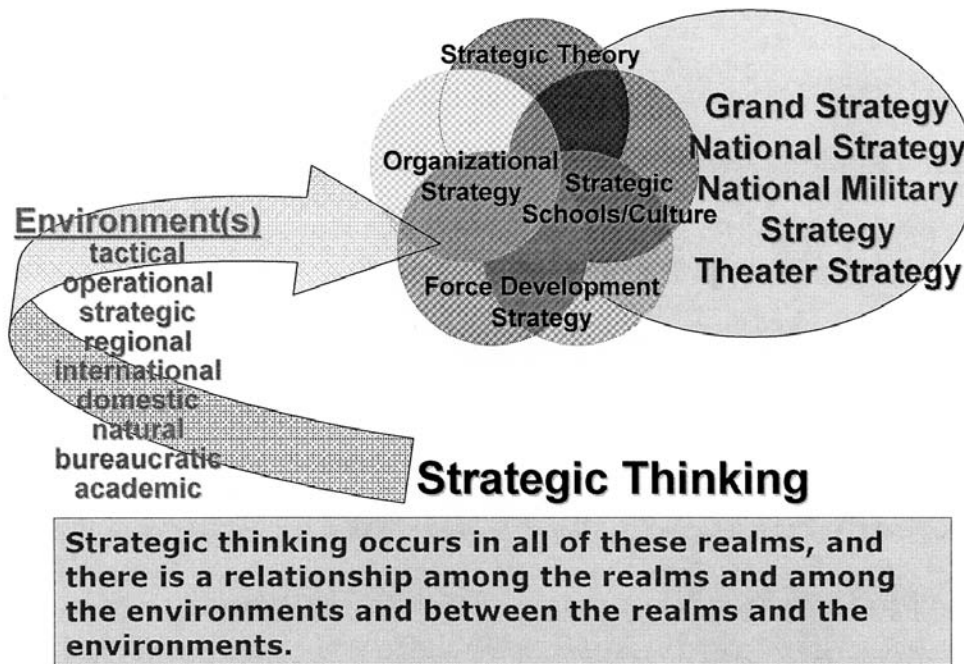 Strategic Theory
Organizational
Strategy
Strategic
Schools/Culture
Force Development
Strategy
Grand Strategy
National Strategy
National Military
Strategy
Theater Strategy
Environment(s)
tactical
operational
strategic
regional
international
domestic
natural
bureaucratic
academic
Strategic Thinking
Strategic thinking occurs in all of these realms, and
there is a relationship among the realms and among
the environments and between the realms and the
environments.